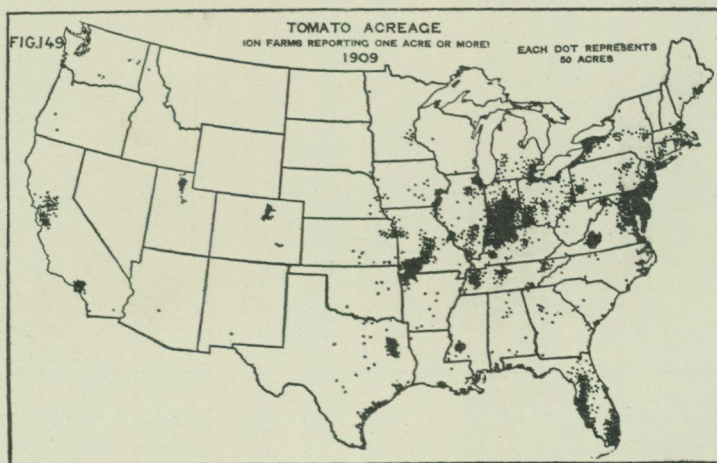 FIG.149
TOMATO ACREAGE
(ON FARMS REPORTING ONE ACRE OR MORE)
1909
EACH DOT REPRESENTS
50 ACRES